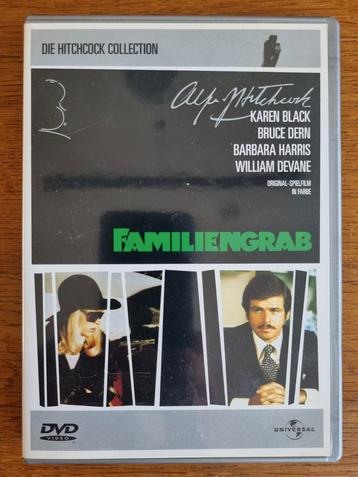 DIE HITCHCOCK COLLECTION
Alfred Hitchcock
KAREN BLACK
BRUCE DERN
BARBARA HARRIS
WILLIAM DEVANE
ORIGINAL-SPIELFILM
IN FARBE
FAMILIENGRAB
DVD
VIDEO
UNIVERSAL